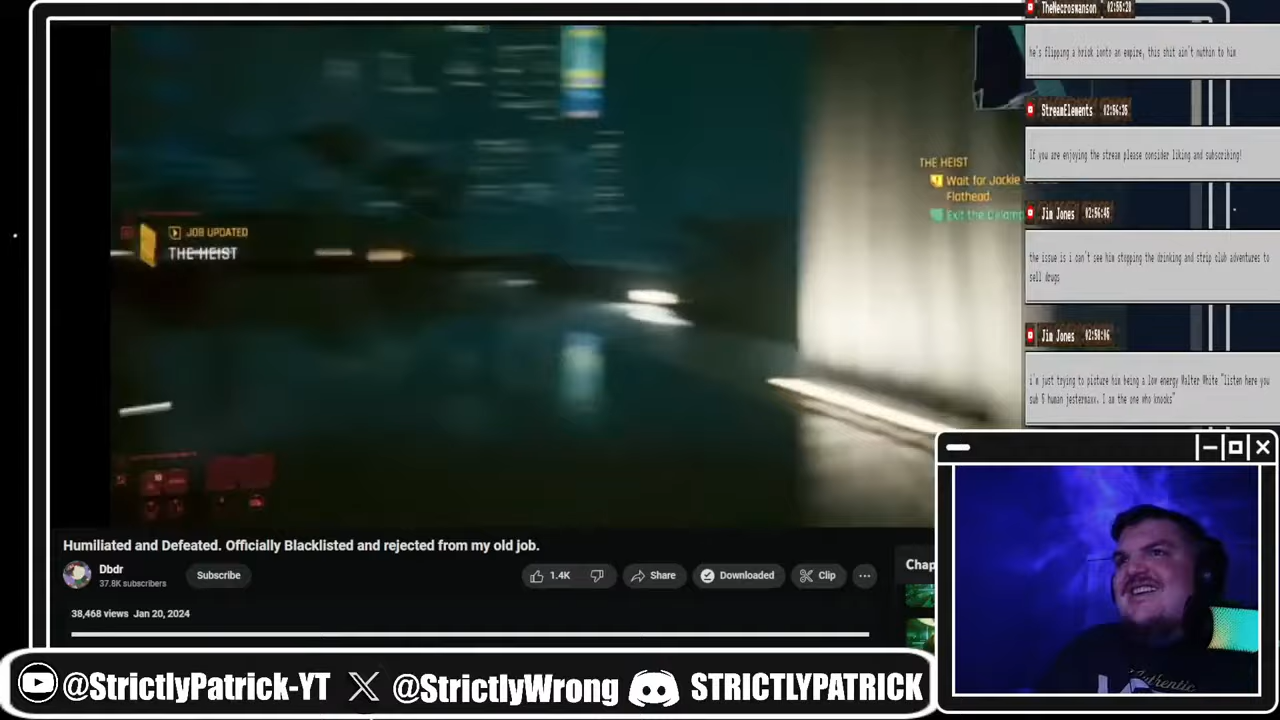 TheNecroswanson 02:55:20
he's flipping a brick ionto an empire, this shit ain't nuthin to him
StreamElements 02:56:35
If you are enjoying the stream please consider liking and subscribing!
Jim Jones 02:56:45
the issue is i can't see him stopping the drinking and strip club adventures to
sell drugs
Jim Jones 02:58:06
i'm just trying to picture him being a low energy Walter White "listen here you
sub 5 human jestermaxx. I am the one who knocks"
THE HEIST
Wait for Jackie
Flathead.
Exit the
JOB UPDATED
THE HEIST
Humiliated and Defeated. Officially Blacklisted and rejected from my old job.
Dbdr
37.8K subscribers
Subscribe
1.4K
Share
Downloaded
Clip
Chap
38,468 views Jan 20, 2024
Authentic
@StrictlyPatrick-YT @StrictlyWrong STRICTLYPATRICK